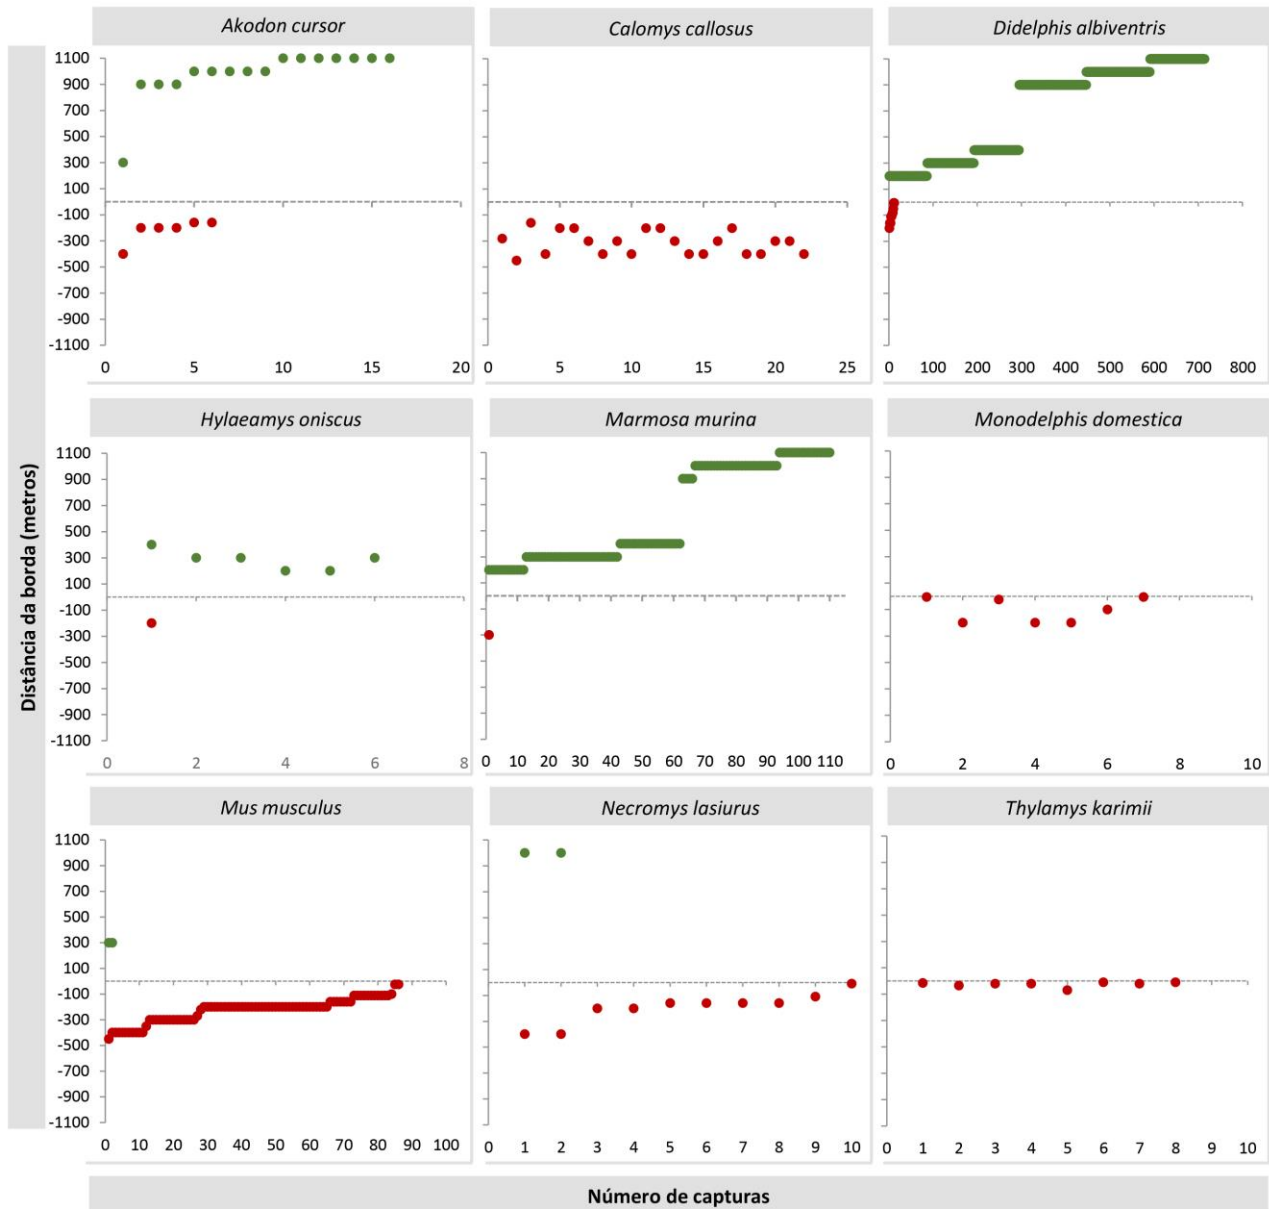 Akodon cursor
Calomys callosus
Didelphis albiventris
1100
900
700
500
300
100
-100
-300
-500
-700
-900
-1100
0 5 10 15 20
0 5 10 15 20 25
0 100 200 300 400 500 600 700 800
Hylaeamys oniscus
Marmosa murina
Monodelphis domestica
Distância da borda (metros)
1100
900
700
500
300
100
-100
-300
-500
-700
-900
-1100
0 2 4 6 8
0 10 20 30 40 50 60 70 80 90 100 110
2 4 6 8 10
Mus musculus
Necromys lasiurus
Thylamys karimii
1100
900
700
500
300
100
-100
-300
-500
-700
-900
-1100
0 10 20 30 40 50 60 70 80 90 100
0 1 2 3 4 5 6 7 8 9 10
0 1 2 3 4 5 6 7 8 9 10
Número de capturas